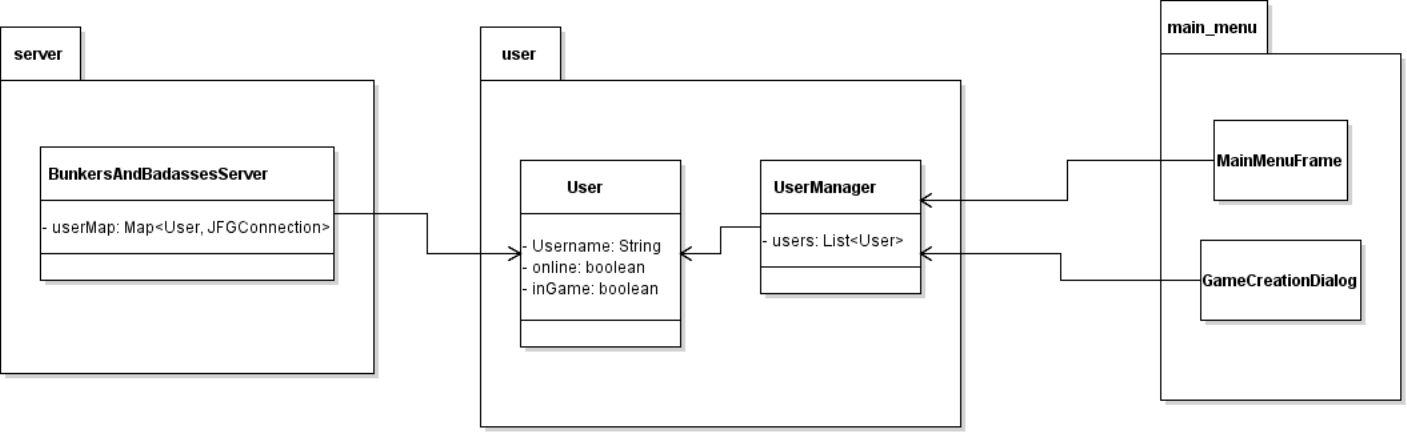 server
BunkersAndBadassesServer
- userMap: Map<User, JFGConnection>
user
User
- Username: String
- online: boolean
- inGame: boolean
UserManager
- users: List<User>
main_menu
MainMenuFrame
GameCreationDialog